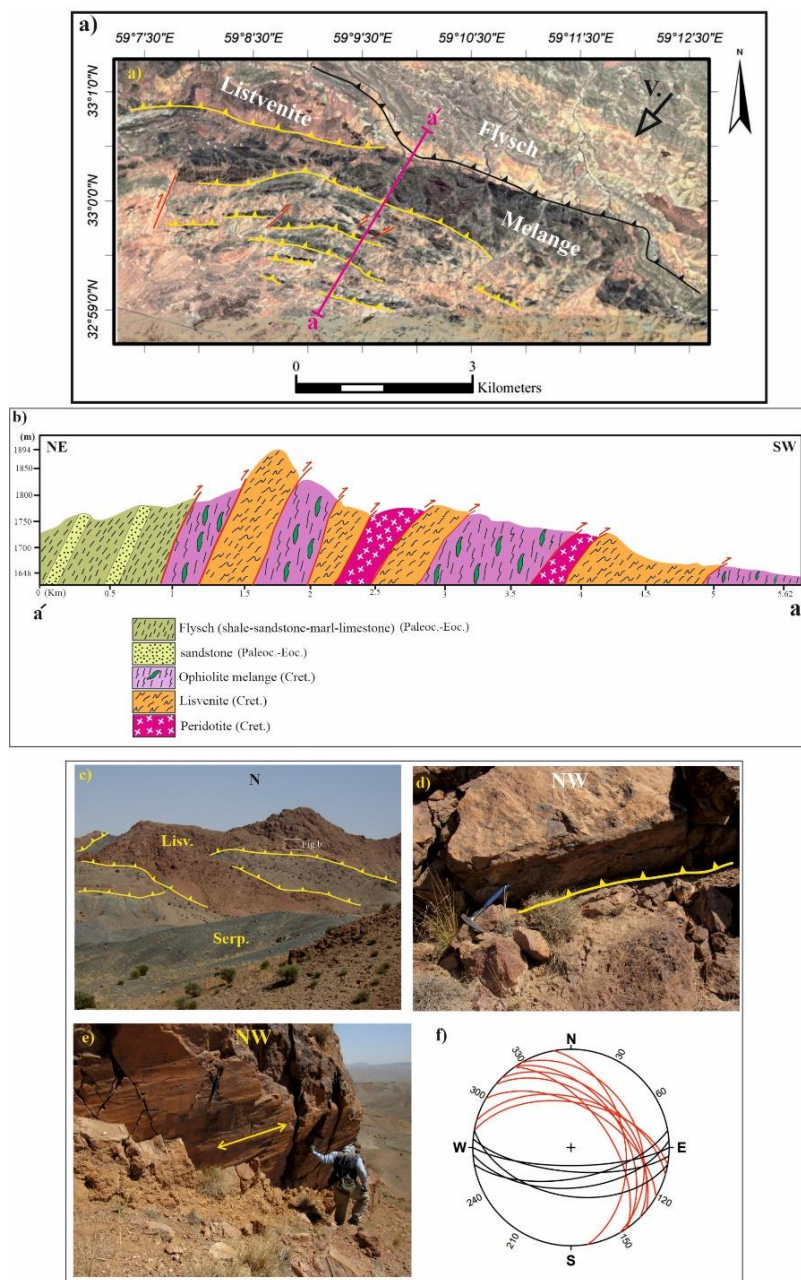 a)
59°7'30"E 59°8'30"E 59°9'30"E 59°10'30"E 59°11'30"E 59°12'30"E
N
33°1'0"N
33°0'0"N
32°59'0"N
a)
Listvenite
a′
Flysch
V.
Melange
a
0 3
Kilometers
b)
(m)
NE SW
1894
1850
1800
1750
1700
1648
0 (Km) 0.5 1 1.5 2 2.5 3 3.5 4 4.5 5 5.62
a′ a
Flysch (shale-sandstone-marl-limestone) (Paleoc.-Eoc.)
sandstone (Paleoc.-Eoc.)
Ophiolite melange (Cret.)
Lisvenite (Cret.)
Peridotite (Cret.)
c)
N
Lisv.
Fig.b
Serp.
d)
NW
e)
NW
f)
N
30
60
E
120
150
S
210
240
W
300
330